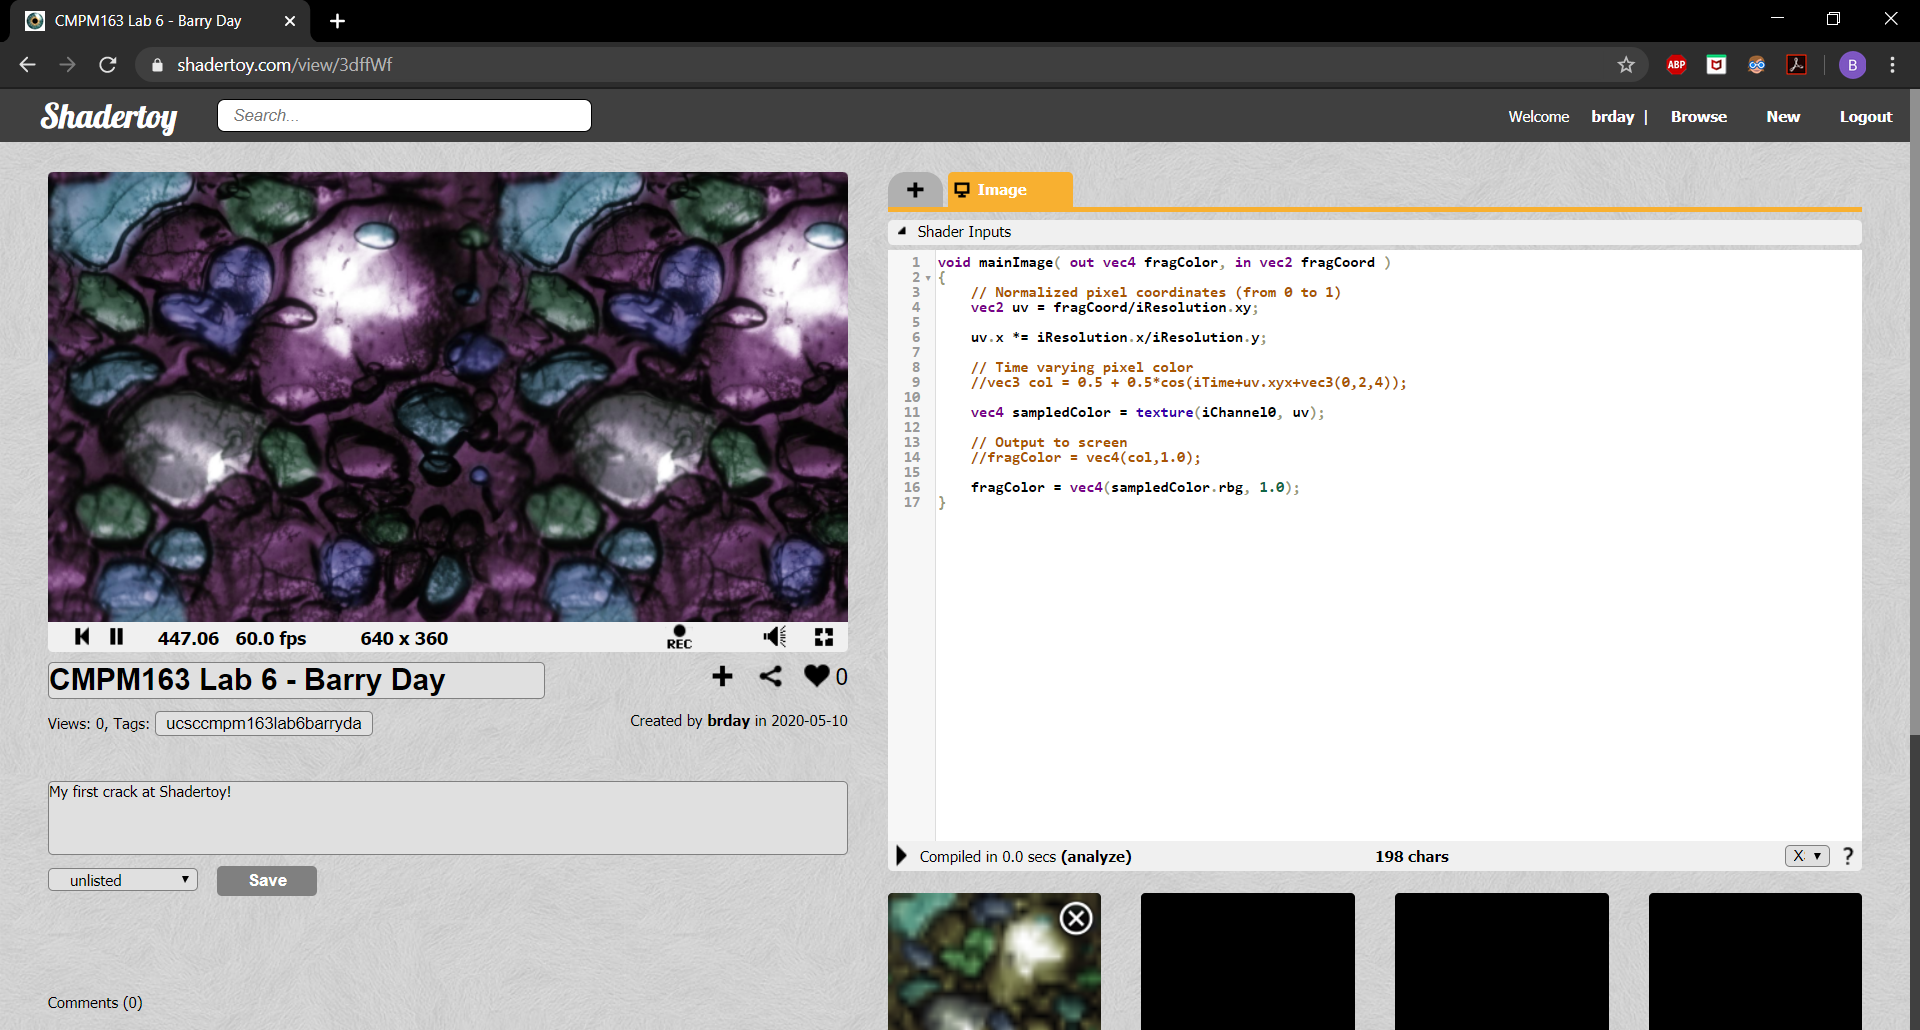 CMPM163 Lab 6 - Barry Day
shadertoy.com/view/3dffWf
ABP
B
Shadertoy
Search...
Welcome brday | Browse New Logout
Image
Shader Inputs
1 void mainImage( out vec4 fragColor, in vec2 fragCoord )
2 {
3 // Normalized pixel coordinates (from 0 to 1)
4 vec2 uv = fragCoord/iResolution.xy;
5
6 uv.x *= iResolution.x/iResolution.y;
7
8 // Time varying pixel color
9 //vec3 col = 0.5 + 0.5*cos(iTime+uv.xyx+vec3(0,2,4));
10
11 vec4 sampledColor = texture(iChannel0, uv);
12
13 // Output to screen
14 //fragColor = vec4(col,1.0);
15
16 fragColor = vec4(sampledColor.rbg, 1.0);
17 }
447.06 60.0 fps 640 x 360 REC
CMPM163 Lab 6 - Barry Day
0
Views: 0, Tags: ucsccmpm163lab6barryda
Created by brday in 2020-05-10
My first crack at Shadertoy!
unlisted Save
Compiled in 0.0 secs (analyze) 198 chars X ?
Comments (0)